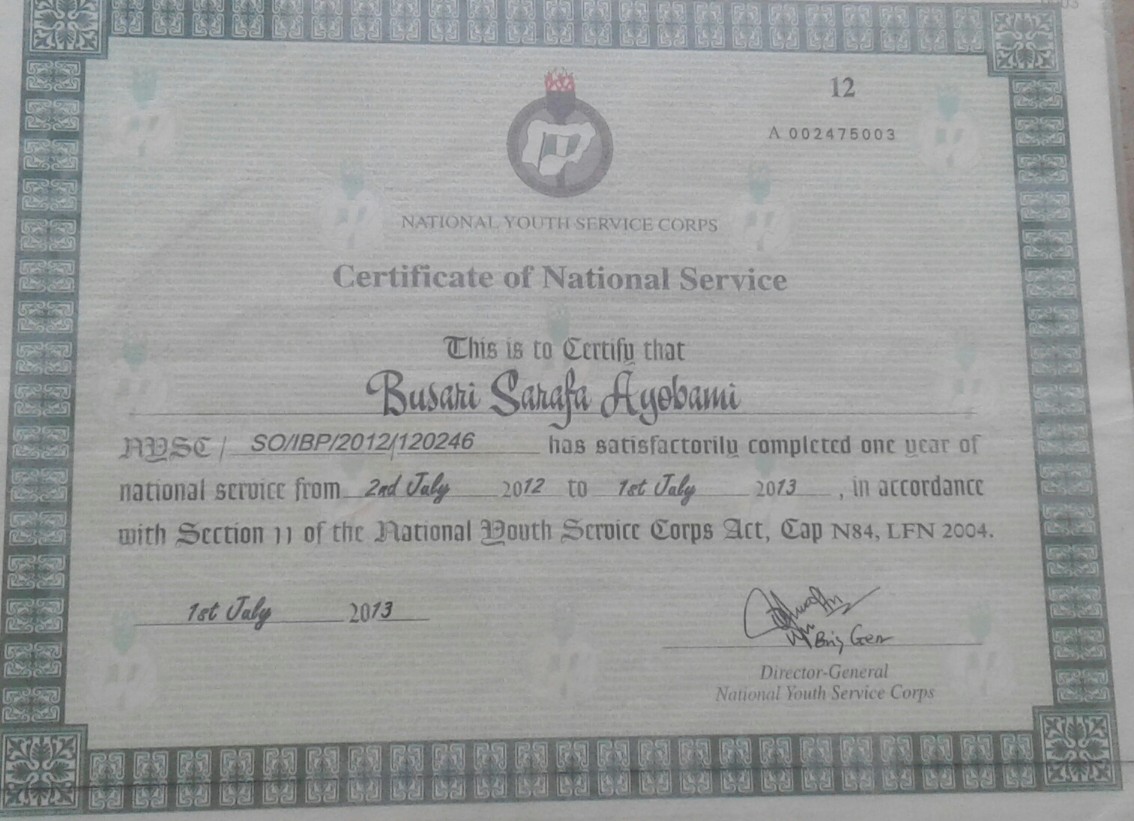 12
A 002475003
NATIONAL YOUTH SERVICE CORPS
Certificate of National Service
This is to Certify that
Busari Sarafa Ayobami
NYSC / SO/IBP/2012/120246 has satisfactorily completed one year of
national service from 2nd July 2012 to 1st July 2013, in accordance
with Section 11 of the National Youth Service Corps Act, Cap N84, LFN 2004.
1st July 2013
Brig Gen
Director-General
National Youth Service Corps